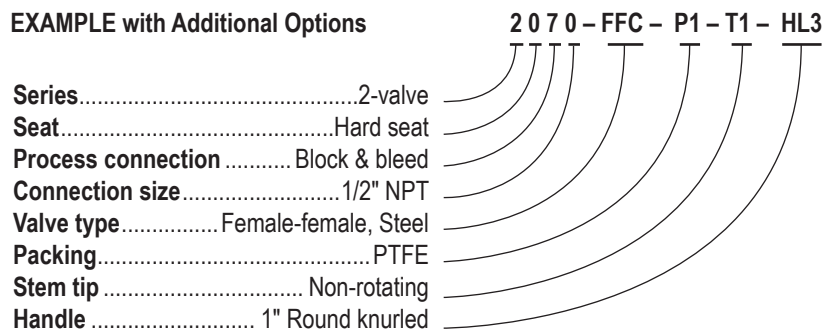 EXAMPLE with Additional Options 2 0 7 0 – FFC – P1 – T1 – HL3
Series..............................................2-valve
Seat.............................................Hard seat
Process connection ........... Block & bleed
Connection size..........................1/2" NPT
Valve type................Female-female, Steel
Packing.............................................PTFE
Stem tip ................................. Non-rotating
Handle ........................... 1" Round knurled